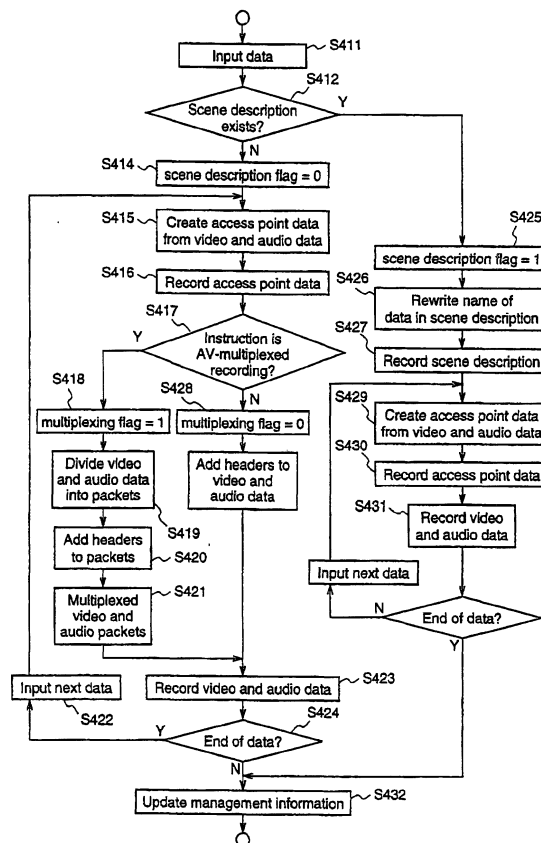 S411
Input data
S412
Scene description
exists?
Y
N
S414
scene description flag = 0
S415
Create access point data
from video and audio data
S416
Record access point data
S417
Instruction is
AV-multiplexed
recording?
Y
N
S418
multiplexing flag = 1
S428
multiplexing flag = 0
Divide video
and audio data
into packets
S419
Add headers to
video and
audio data
Add headers
to packets
S420
S421
Multiplexed
video and
audio packets
Input next data
S422
Record video and audio data
S423
S424
End of data?
Y
N
Update management information
S432
S425
scene description flag = 1
S426
Rewrite name of
data in scene description
S427
Record scene description
S429
Create access point data
from video and audio data
S430
Record access point data
S431
Record video
and audio data
Input next data
End of data?
N
Y